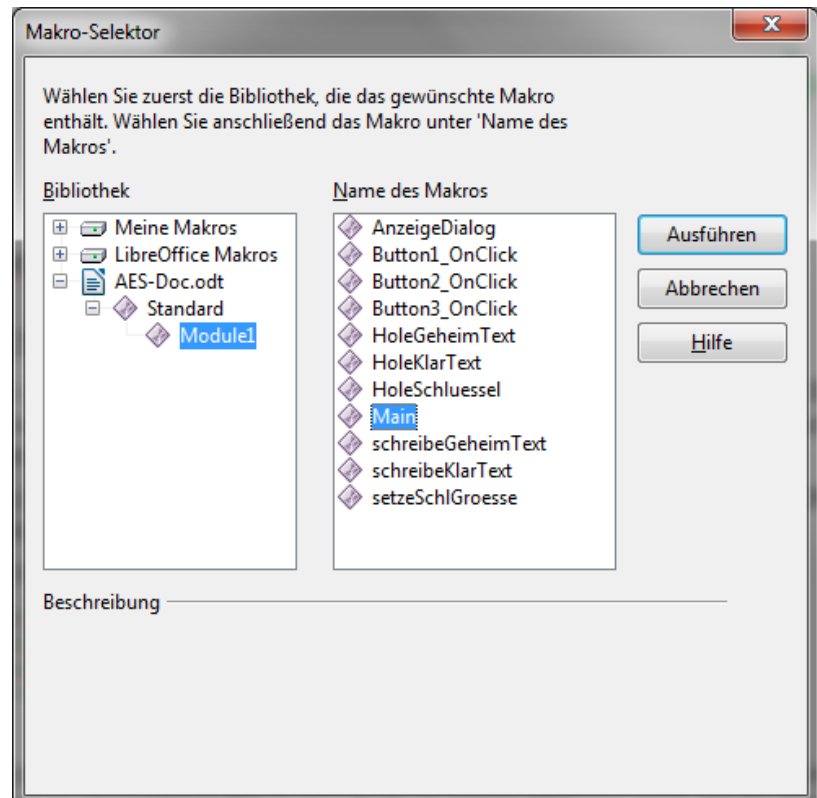 Makro-Selektor
Wählen Sie zuerst die Bibliothek, die das gewünschte Makro
enthält. Wählen Sie anschließend das Makro unter 'Name des
Makros'.
Bibliothek
Meine Makros
LibreOffice Makros
AES-Doc.odt
Standard
Module1
Name des Makros
AnzeigeDialog
Button1_OnClick
Button2_OnClick
Button3_OnClick
HoleGeheimText
HoleKlarText
HoleSchluessel
Main
schreibeGeheimText
schreibeKlarText
setzeSchlGroesse
Ausführen
Abbrechen
Hilfe
Beschreibung